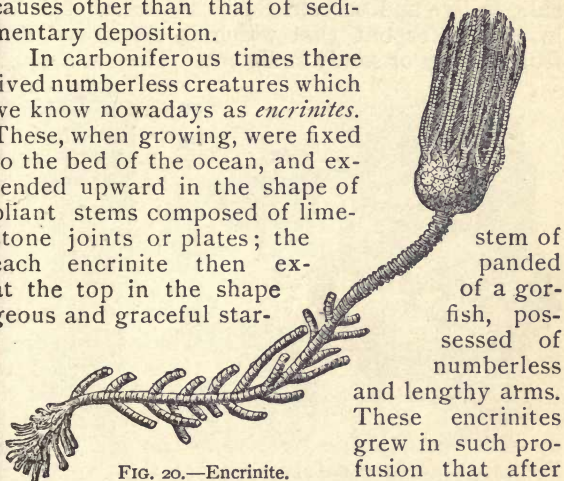 causes other than that of sedi-
mentary deposition.
In carboniferous times there
ived numberless creatures which
we know nowadays as encrinites.
These, when growing, were fixed
o the bed of the ocean, and ex-
ended upward in the shape of
pliant stems composed of lime-
tone joints or plates; the stem of
each encrinite then ex- panded
at the top in the shape of a gor-
geous and graceful star- fish, pos-
sessed of
numberless
and lengthy arms.
These encrinites
grew in such pro-
fusion that after
FIG. 20.—Encrinite.